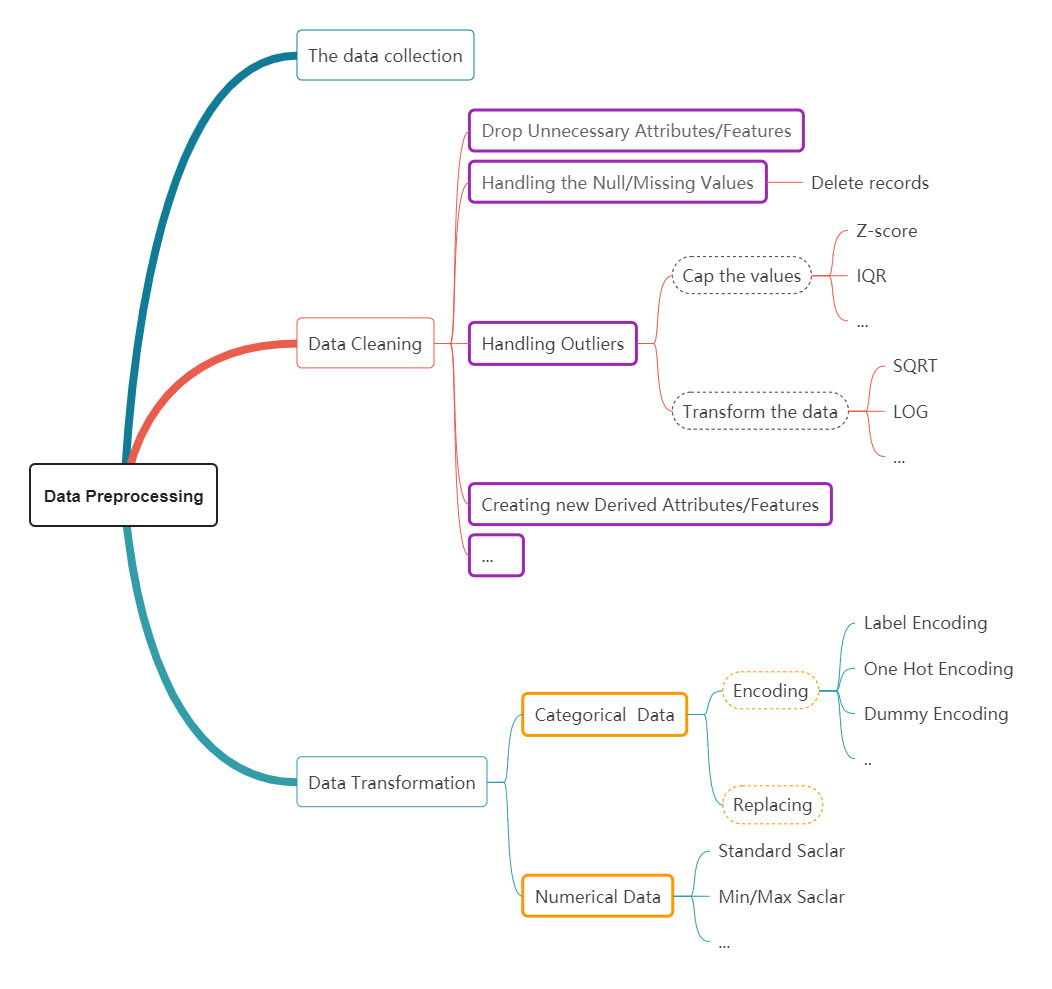 The data collection
Drop Unnecessary Attributes/Features
Handling the Null/Missing Values
Delete records
Z-score
Cap the values
IQR
...
Data Cleaning
Handling Outliers
SQRT
Transform the data
LOG
...
Data Preprocessing
Creating new Derived Attributes/Features
...
Label Encoding
One Hot Encoding
Encoding
Categorical  Data
Dummy Encoding
..
Data Transformation
Replacing
Standard Saclar
Numerical Data
Min/Max Saclar
...